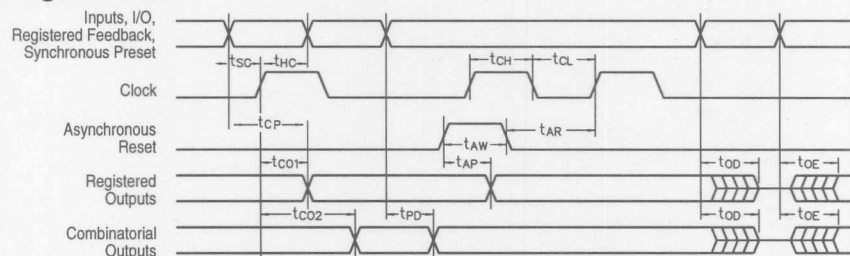 Inputs, I/O,
Registered Feedback,
Synchronous Preset
tSC
tHC
tCH
tCL
Clock
tCP
Asynchronous
Reset
tAW
tAR
tCO1
tAP
tOD
tOE
Registered
Outputs
tCO2
tPD
tOD
tOE
Combinatorial
Outputs